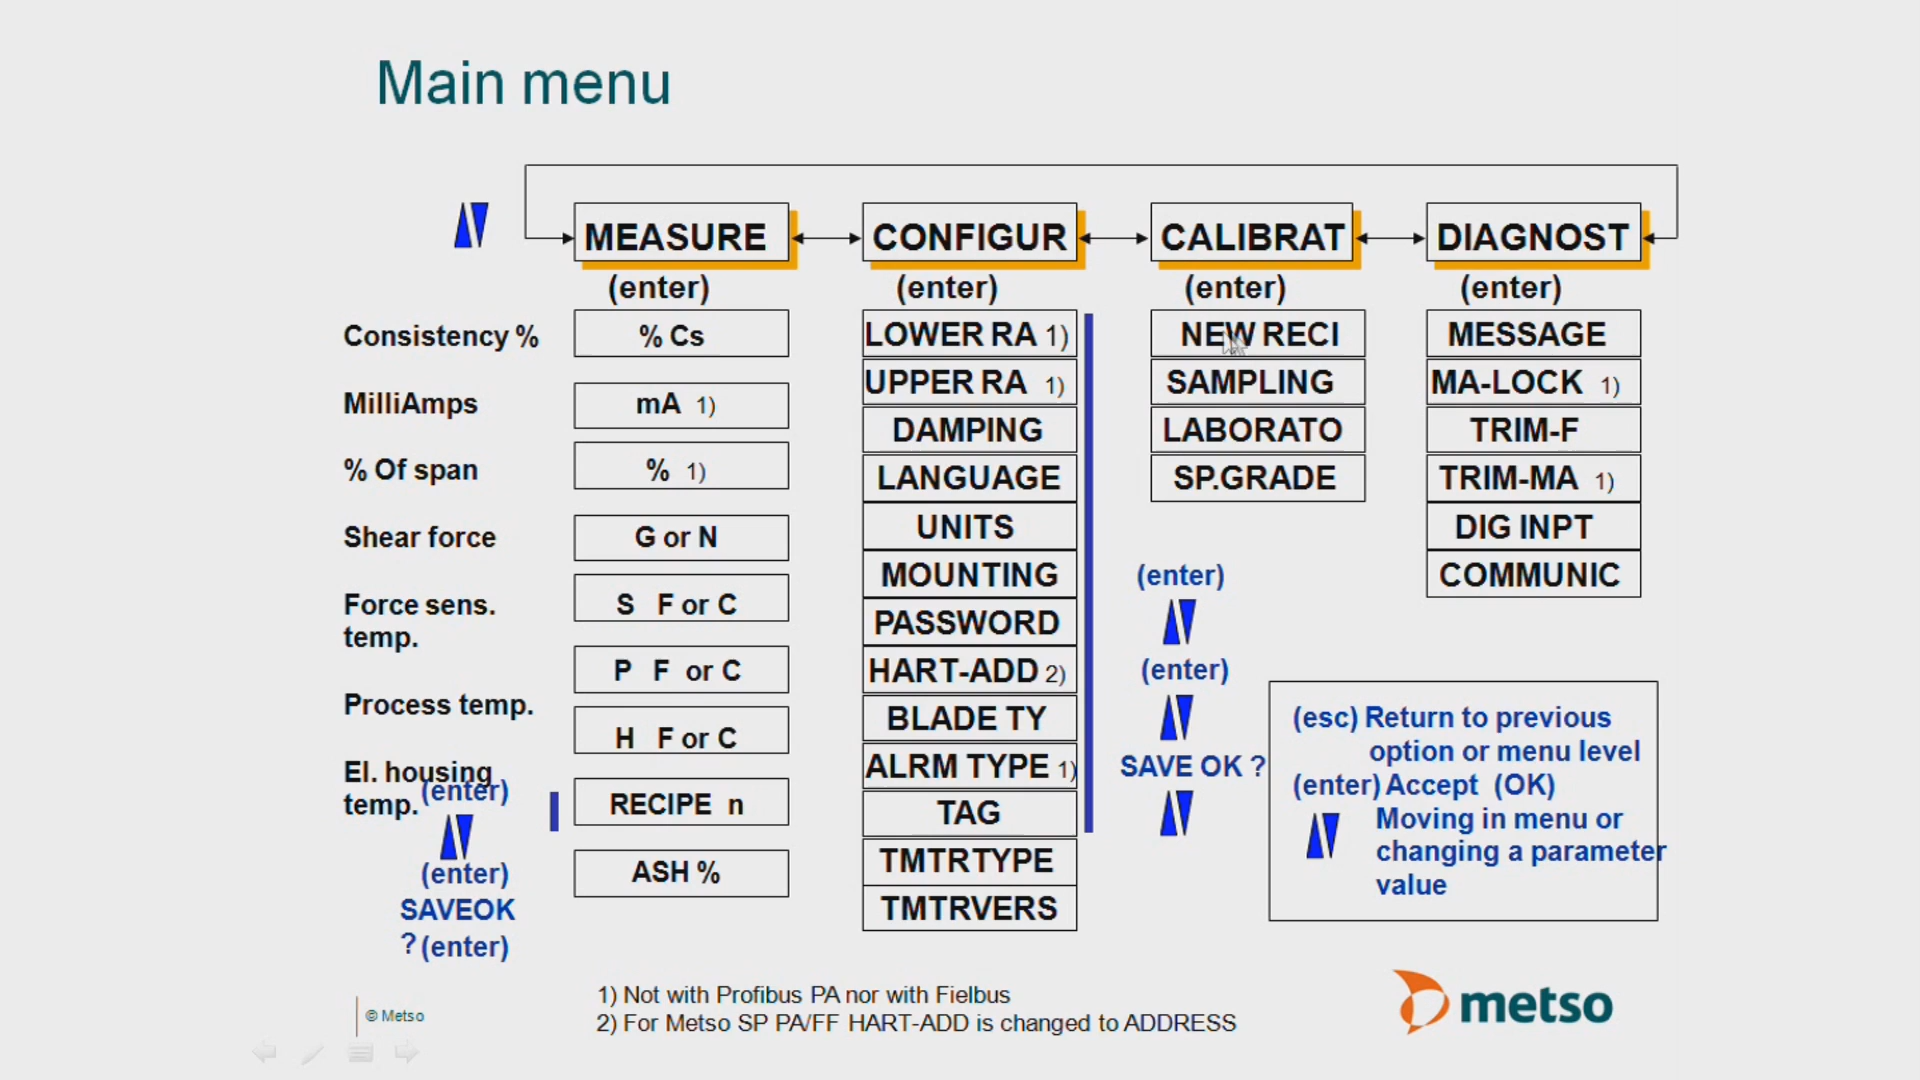 Main menu
MEASURE CONFIGUR CALIBRAT DIAGNOST
(enter) (enter) (enter) (enter)
Consistency % % Cs LOWER RA 1) NEW RECI MESSAGE
UPPER RA 1) SAMPLING MA-LOCK 1)
MilliAmps mA 1) DAMPING LABORATO TRIM-F
% Of span % 1) LANGUAGE SP.GRADE TRIM-MA 1)
Shear force G or N UNITS DIG INPT
MOUNTING (enter) COMMUNIC
Force sens. S F or C PASSWORD
temp.
P F or C HART-ADD 2) (enter)
Process temp. H F or C BLADE TY
El. housing ALRM TYPE 1) SAVE OK ?
temp. (enter) RECIPE n TAG
(enter) ASH % TMTRTYPE
SAVEOK TMTRVERS
? (enter)
(esc) Return to previous
option or menu level
(enter) Accept (OK)
Moving in menu or
changing a parameter
value
1) Not with Profibus PA nor with Fielbus
2) For Metso SP PA/FF HART-ADD is changed to ADDRESS
© Metso
metso